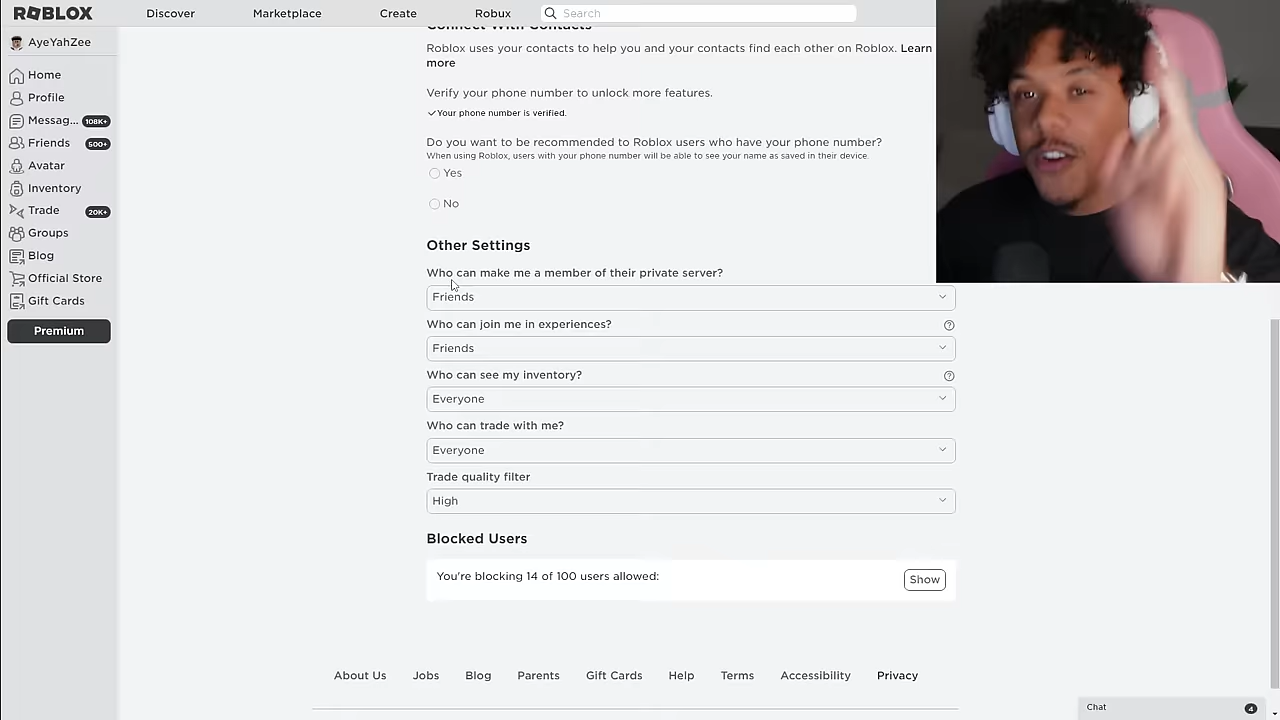 ROBLOX
Discover
Marketplace
Create
Robux
Search
AyeYahZee
Home
Profile
Messag... 108K+
Friends 500+
Avatar
Inventory
Trade 20K+
Groups
Blog
Official Store
Gift Cards
Premium
Connect With Contacts
Roblox uses your contacts to help you and your contacts find each other on Roblox. Learn
more
Verify your phone number to unlock more features.
Your phone number is verified.
Do you want to be recommended to Roblox users who have your phone number?
When using Roblox, users with your phone number will be able to see your name as saved in their device.
Yes
No
Other Settings
Who can make me a member of their private server?
Friends
Who can join me in experiences?
Friends
Who can see my inventory?
Everyone
Who can trade with me?
Everyone
Trade quality filter
High
Blocked Users
You're blocking 14 of 100 users allowed:
Show
About Us
Jobs
Blog
Parents
Gift Cards
Help
Terms
Accessibility
Privacy
Chat
4